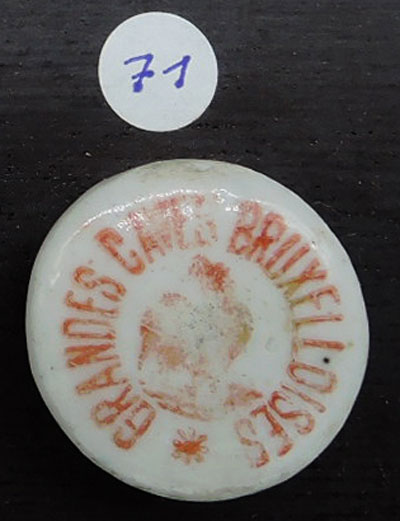 71
GRANDES CAVES BRUXELLOISES